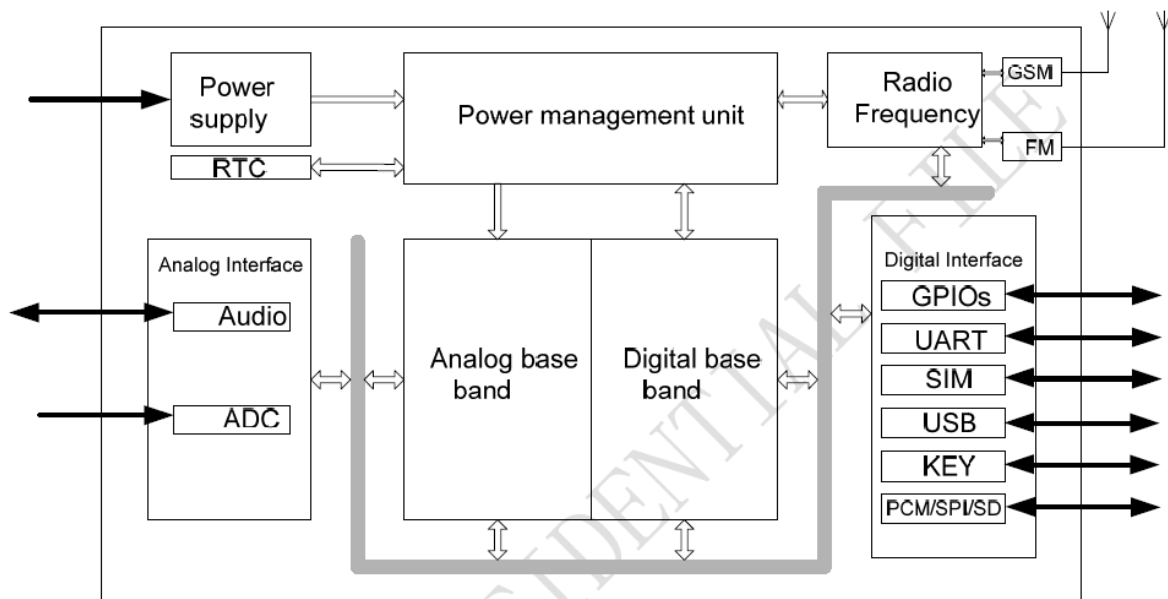 Power
supply
RTC
Power management unit
Radio
Frequency
GSM
FM
Analog Interface
Audio
ADC
Analog base
band
Digital base
band
Digital Interface
GPIOs
UART
SIM
USB
KEY
PCM/SPI/SD
FILE